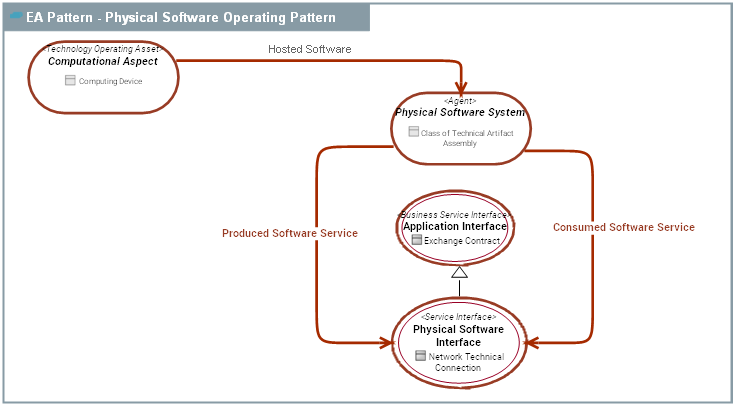 EA Pattern - Physical Software Operating Pattern
<Technology Operating Asset>
Computational Aspect
Computing Device
Hosted Software
<Agent>
Physical Software System
Class of Technical Artifact
Assembly
<Business Service Interface>
Application Interface
Exchange Contract
Produced Software Service
Consumed Software Service
<Service Interface>
Physical Software
Interface
Network Technical
Connection